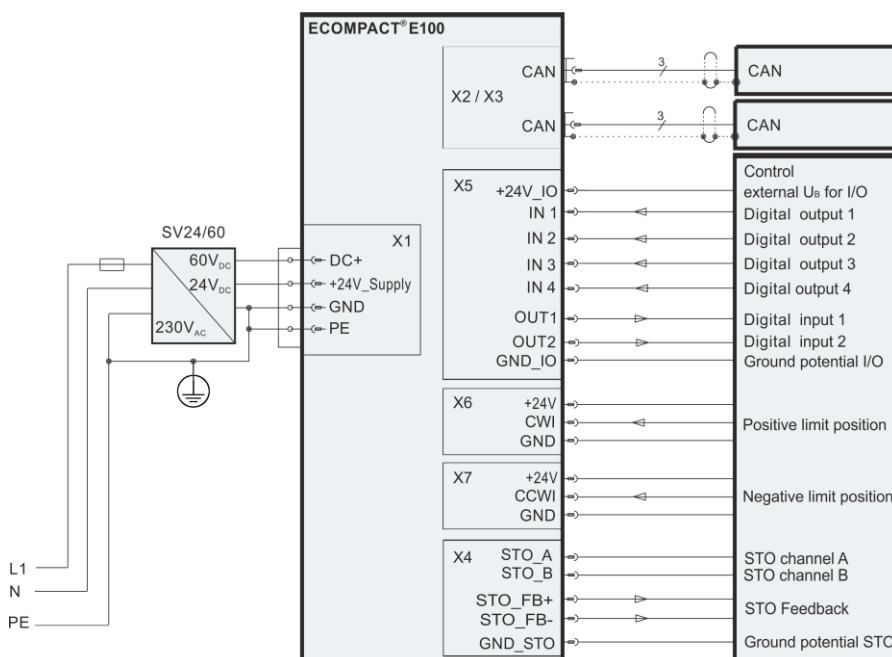 ECOMPACT® E100
X2 / X3
CAN
CAN
3
3
CAN
CAN
X5
+24V_IO
IN 1
IN 2
IN 3
IN 4
OUT1
OUT2
GND_IO
Control
external UB for I/O
Digital output 1
Digital output 2
Digital output 3
Digital output 4
Digital input 1
Digital input 2
Ground potential I/O
SV24/60
60VDC
24VDC
230VAC
X1
DC+
+24V_Supply
GND
PE
X6
+24V
CWI
GND
Positive limit position
X7
+24V
CCWI
GND
Negative limit position
X4
STO_A
STO_B
STO_FB+
STO_FB-
GND_STO
STO channel A
STO channel B
STO Feedback
Ground potential STO
L1
N
PE